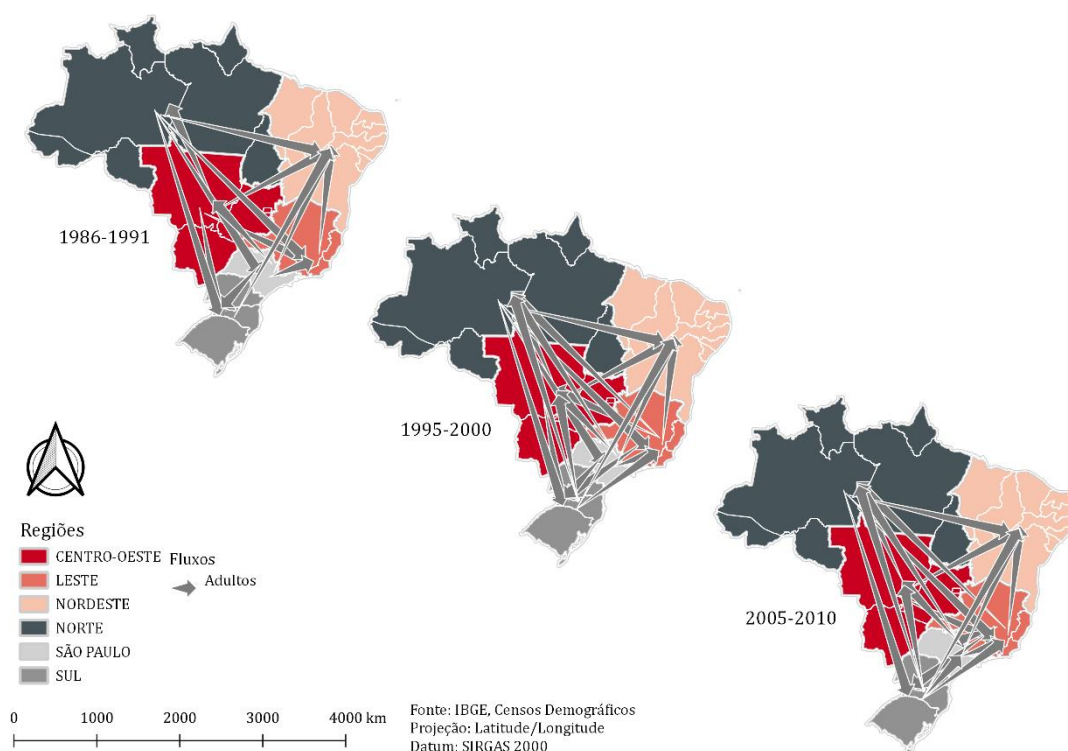 1986-1991
1995-2000
2005-2010
Regiões
CENTRO-OESTE
LESTE
NORDESTE
NORTE
SÃO PAULO
SUL
Fluxos
Adultos
0 1000 2000 3000 4000 km
Fonte: IBGE, Censos Demográficos
Projeção: Latitude/Longitude
Datum: SIRGAS 2000